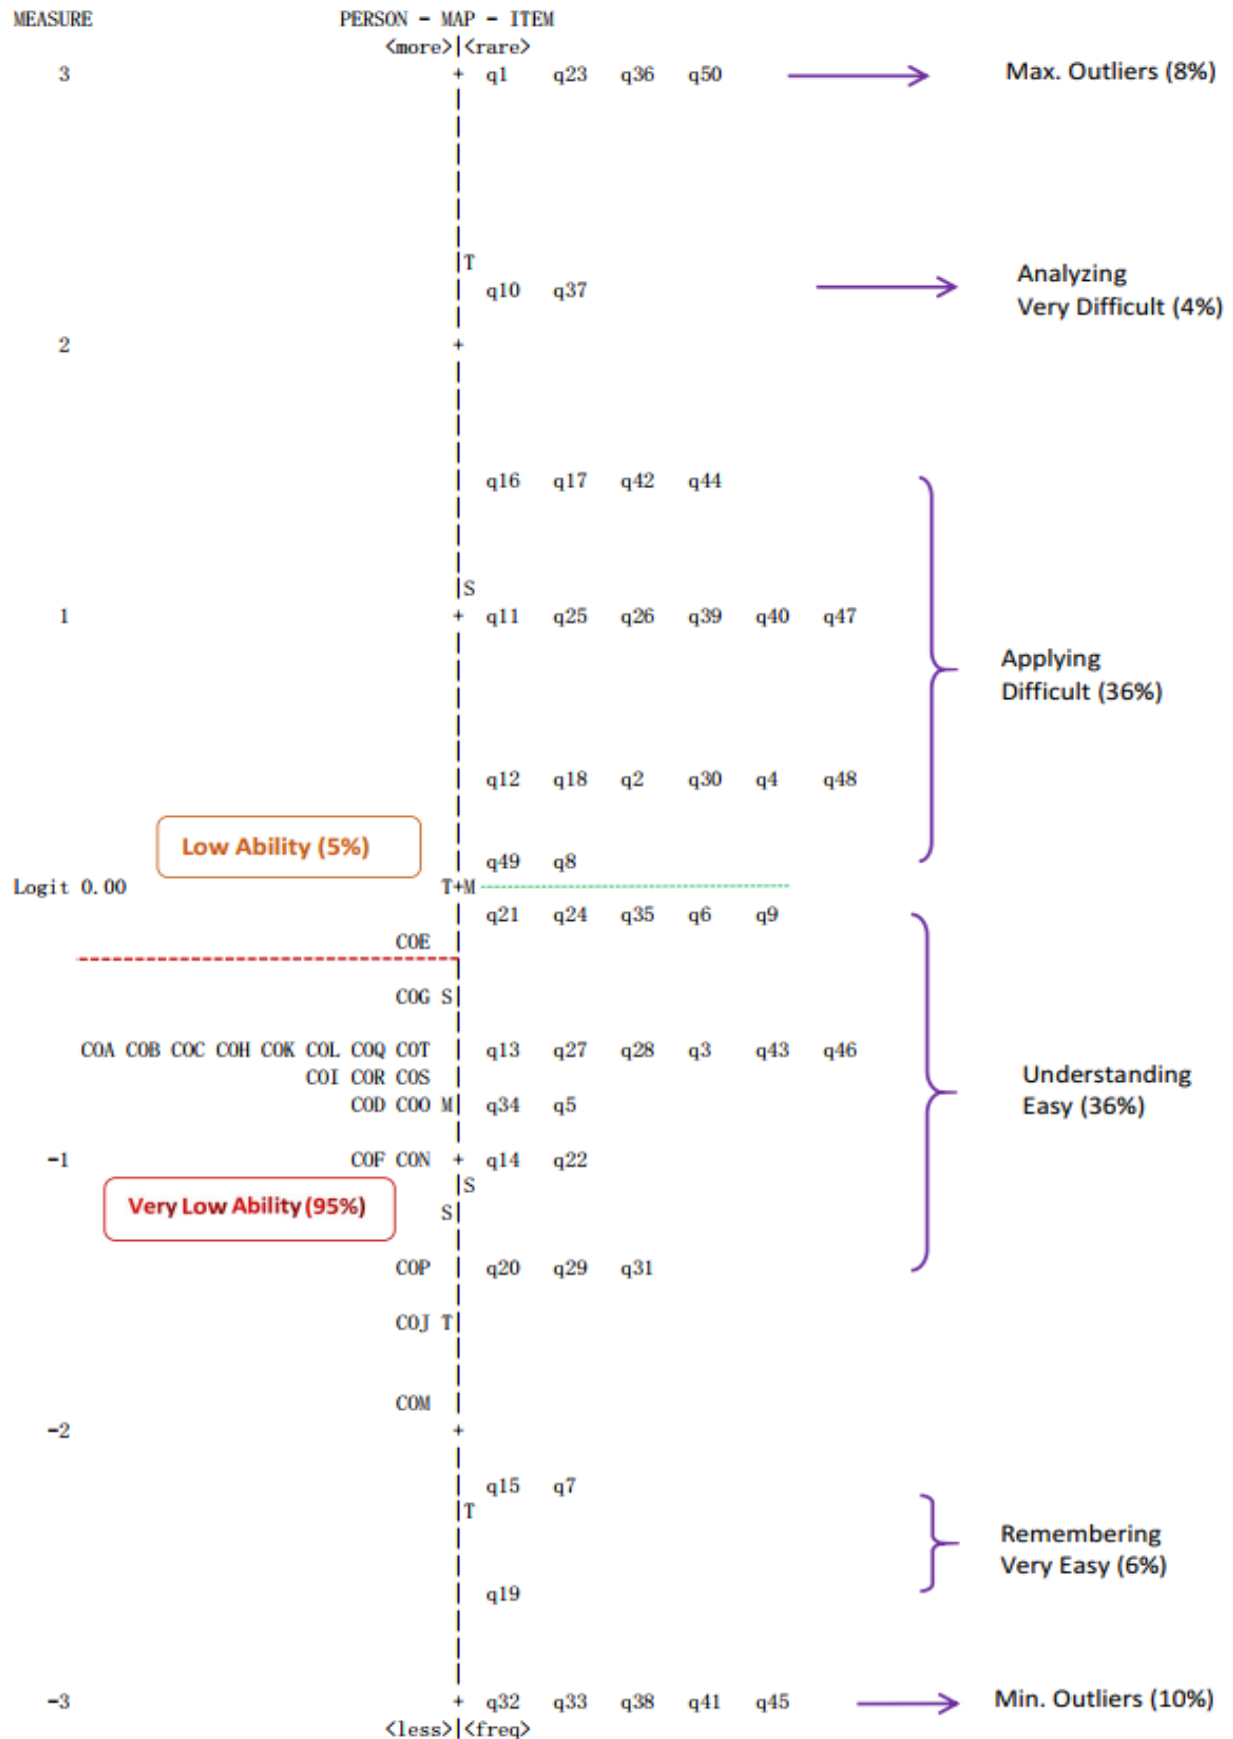 MEASURE PERSON - MAP - ITEM
<more>|<rare>
3 + q1 q23 q36 q50 Max. Outliers (8%)
|T
Analyzing
| q10 q37
Very Difficult (4%)
2 +
| q16 q17 q42 q44
|S
1 + q11 q25 q26 q39 q40 q47
Applying
Difficult (36%)
| q12 q18 q2 q30 q4 q48
Low Ability (5%)
| q49 q8
Logit 0.00 T+M
| q21 q24 q35 q6 q9
COE |
COG S|
COA COB COC COH COK COL COQ COT | q13 q27 q28 q3 q43 q46
COI COR COS |
Understanding
COD COO M| q34 q5
Easy (36%)
-1 COF CON + q14 q22
|S
Very Low Ability (95%)
S|
COP | q20 q29 q31
COJ T|
COM |
-2 +
| q15 q7
|T
Remembering
Very Easy (6%)
| q19
-3 + q32 q33 q38 q41 q45 Min. Outliers (10%)
<less>|<freq>